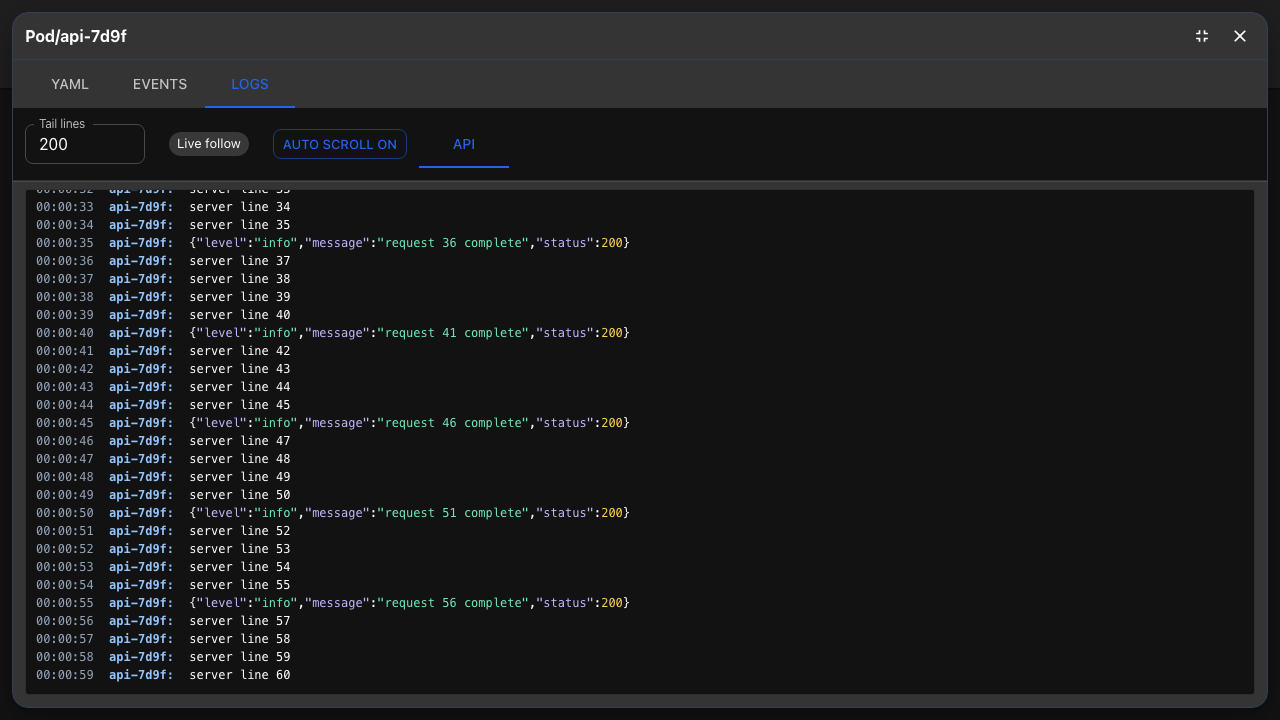 Pod/api-7d9f
YAML EVENTS LOGS
Tail lines
200 Live follow AUTO SCROLL ON API
00:00:32 api-7d9f: server line 33
00:00:33 api-7d9f: server line 34
00:00:34 api-7d9f: server line 35
00:00:35 api-7d9f: {"level":"info","message":"request 36 complete","status":200}
00:00:36 api-7d9f: server line 37
00:00:37 api-7d9f: server line 38
00:00:38 api-7d9f: server line 39
00:00:39 api-7d9f: server line 40
00:00:40 api-7d9f: {"level":"info","message":"request 41 complete","status":200}
00:00:41 api-7d9f: server line 42
00:00:42 api-7d9f: server line 43
00:00:43 api-7d9f: server line 44
00:00:44 api-7d9f: server line 45
00:00:45 api-7d9f: {"level":"info","message":"request 46 complete","status":200}
00:00:46 api-7d9f: server line 47
00:00:47 api-7d9f: server line 48
00:00:48 api-7d9f: server line 49
00:00:49 api-7d9f: server line 50
00:00:50 api-7d9f: {"level":"info","message":"request 51 complete","status":200}
00:00:51 api-7d9f: server line 52
00:00:52 api-7d9f: server line 53
00:00:53 api-7d9f: server line 54
00:00:54 api-7d9f: server line 55
00:00:55 api-7d9f: {"level":"info","message":"request 56 complete","status":200}
00:00:56 api-7d9f: server line 57
00:00:57 api-7d9f: server line 58
00:00:58 api-7d9f: server line 59
00:00:59 api-7d9f: server line 60